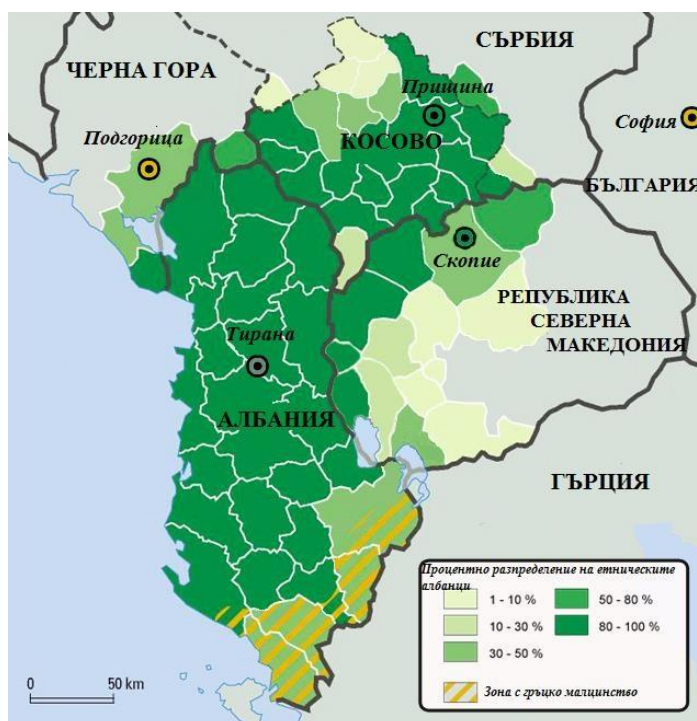 СЪРБИЯ
ЧЕРНА ГОРА
Прищина
София
Подгорица
КОСОВО
БЪЛГАРИЯ
Скопие
РЕПУБЛИКА
СЕВЕРНА
МАКЕДОНИЯ
Тирана
АЛБАНИЯ
ГЪРЦИЯ
Процентно разпределение на етническите
албанци
1 - 10 %
50 - 80 %
10 - 30 %
80 - 100 %
30 - 50 %
Зона с гръцко малцинство
0 50 km